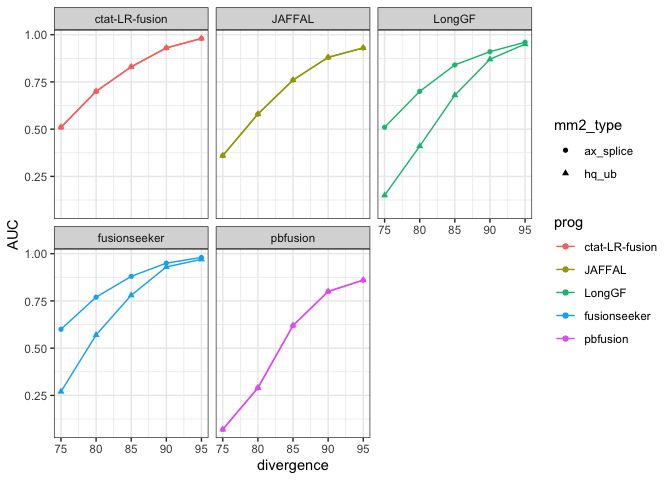 ctat-LR-fusion
JAFFAL
LongGF
1.00
0.75
0.50
0.25
75 80 85 90 95
fusionseeker
pbfusion
1.00
0.75
0.50
0.25
75 80 85 90 95
75 80 85 90 95
AUC
divergence
mm2_type
ax_splice
hq_ub
prog
ctat-LR-fusion
JAFFAL
LongGF
fusionseeker
pbfusion